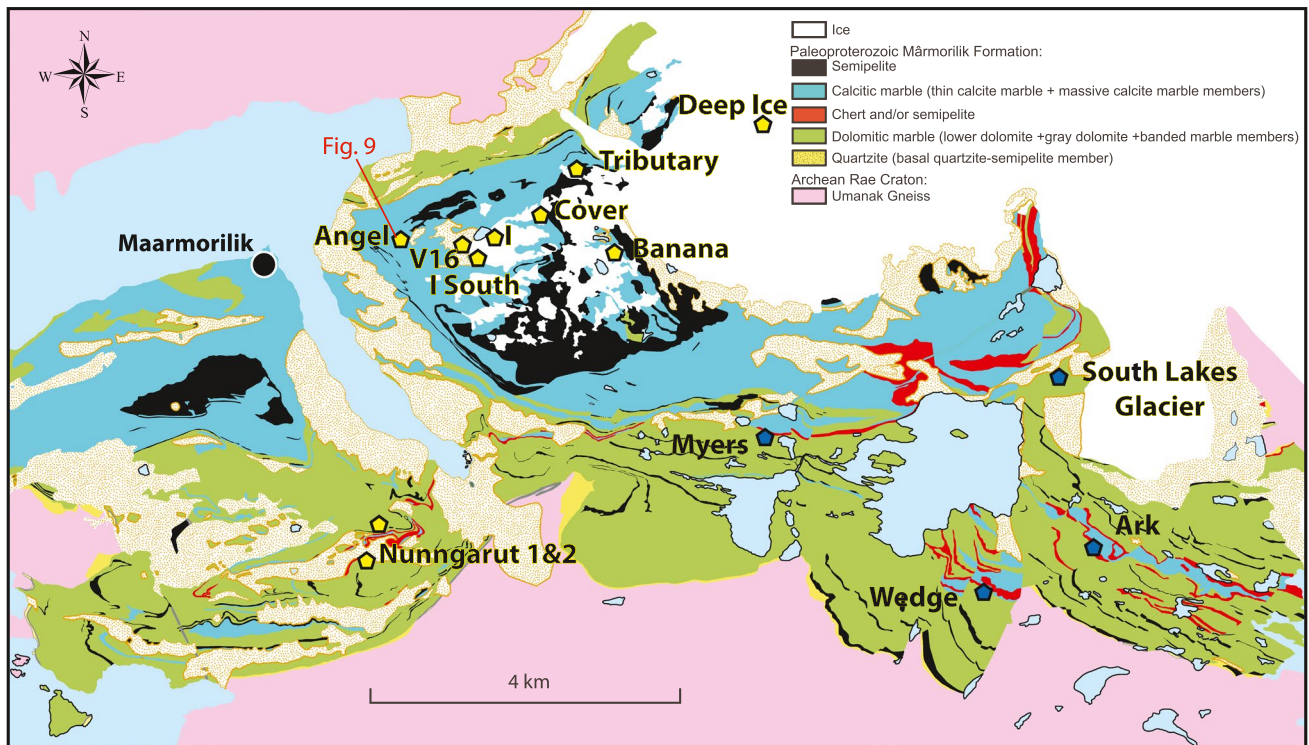 N
W E
S
Ice
Paleoproterozoic Mârmorilik Formation:
Semipelite
Calcitic marble (thin calcite marble + massive calcite marble members)
Chert and/or semipelite
Dolomitic marble (lower dolomite +gray dolomite +banded marble members)
Quartzite (basal quartzite-semipelite member)
Archean Rae Craton:
Umanak Gneiss
Deep Ice
Fig. 9
Tributary
Cover
Angel
I
Maarmorilik
V16
Banana
I South
South Lakes
Glacier
Myers
Ark
Nunngarut 1&2
Wedge
4 km